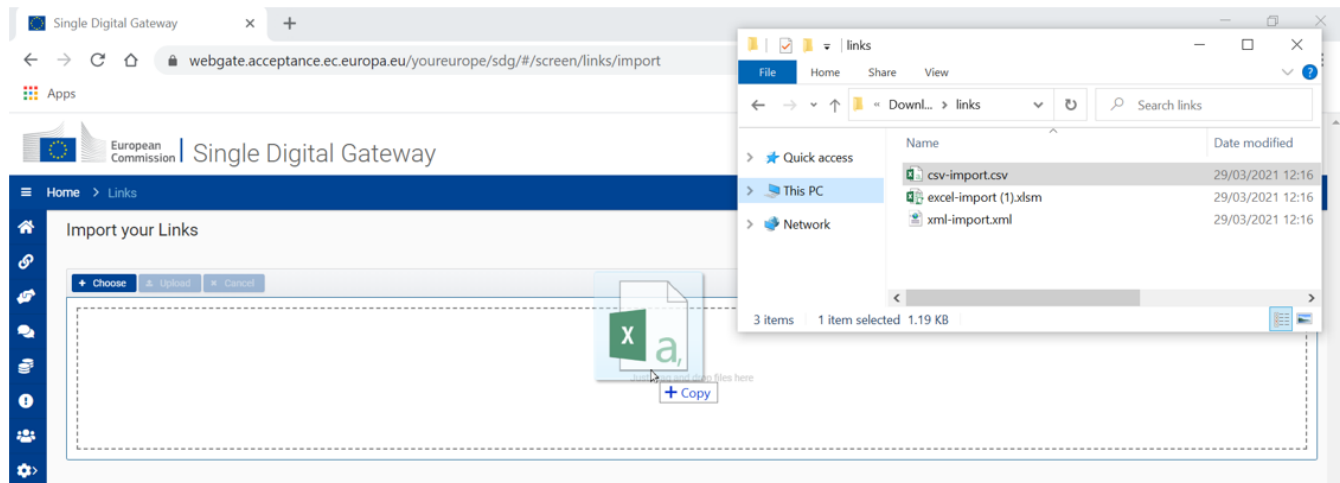 Single Digital Gateway
webgate.acceptance.ec.europa.eu/youreurope/sdg/#/screen/links/import
Apps
European
Commission
Single Digital Gateway
Home > Links
Import your Links
+ Choose
Upload
× Cancel
a,
X
drop files here
+ Copy
links
File Home Share View
« Downl... > links
Search links
Name Date modified
Quick access
This PC
Network
csv-import.csv 29/03/2021 12:16
excel-import (1).xlsm 29/03/2021 12:16
xml-import.xml 29/03/2021 12:16
3 items 1 item selected 1.19 KB